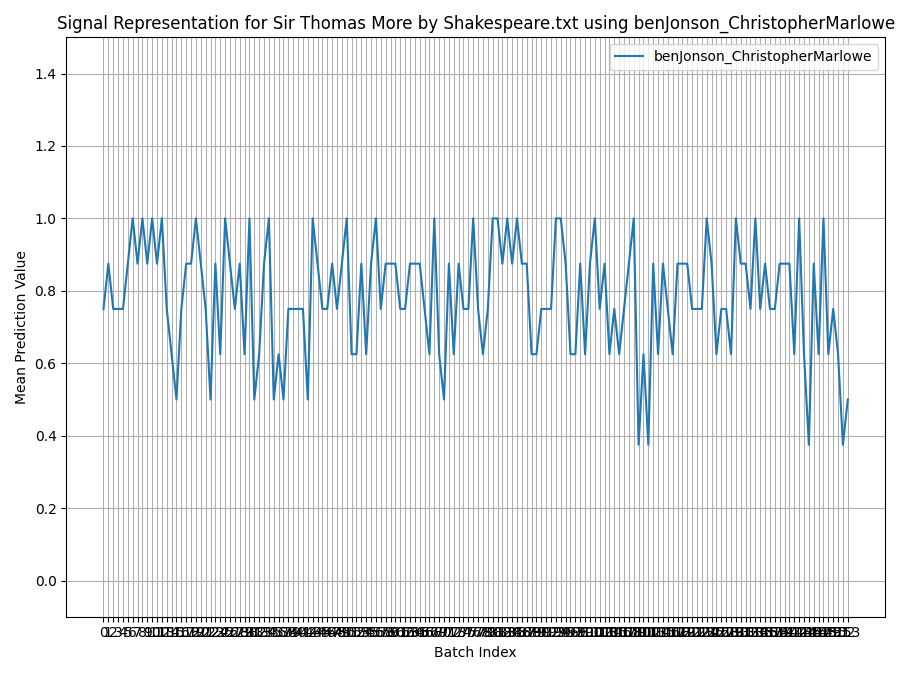 Signal Representation for Sir Thomas More by Shakespeare.txt using benJonson_ChristopherMarlowe
benJonson_ChristopherMarlowe
1.4
1.2
1.0
0.8
0.6
0.4
0.2
0.0
Mean Prediction Value
Batch Index